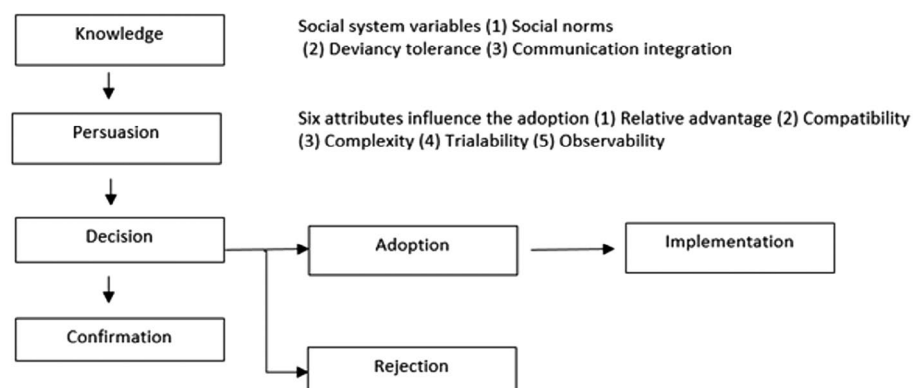 Knowledge
Social system variables (1) Social norms
(2) Deviancy tolerance (3) Communication integration
Persuasion
Six attributes influence the adoption (1) Relative advantage (2) Compatibility
(3) Complexity (4) Trialability (5) Observability
Decision
Adoption
Implementation
Confirmation
Rejection